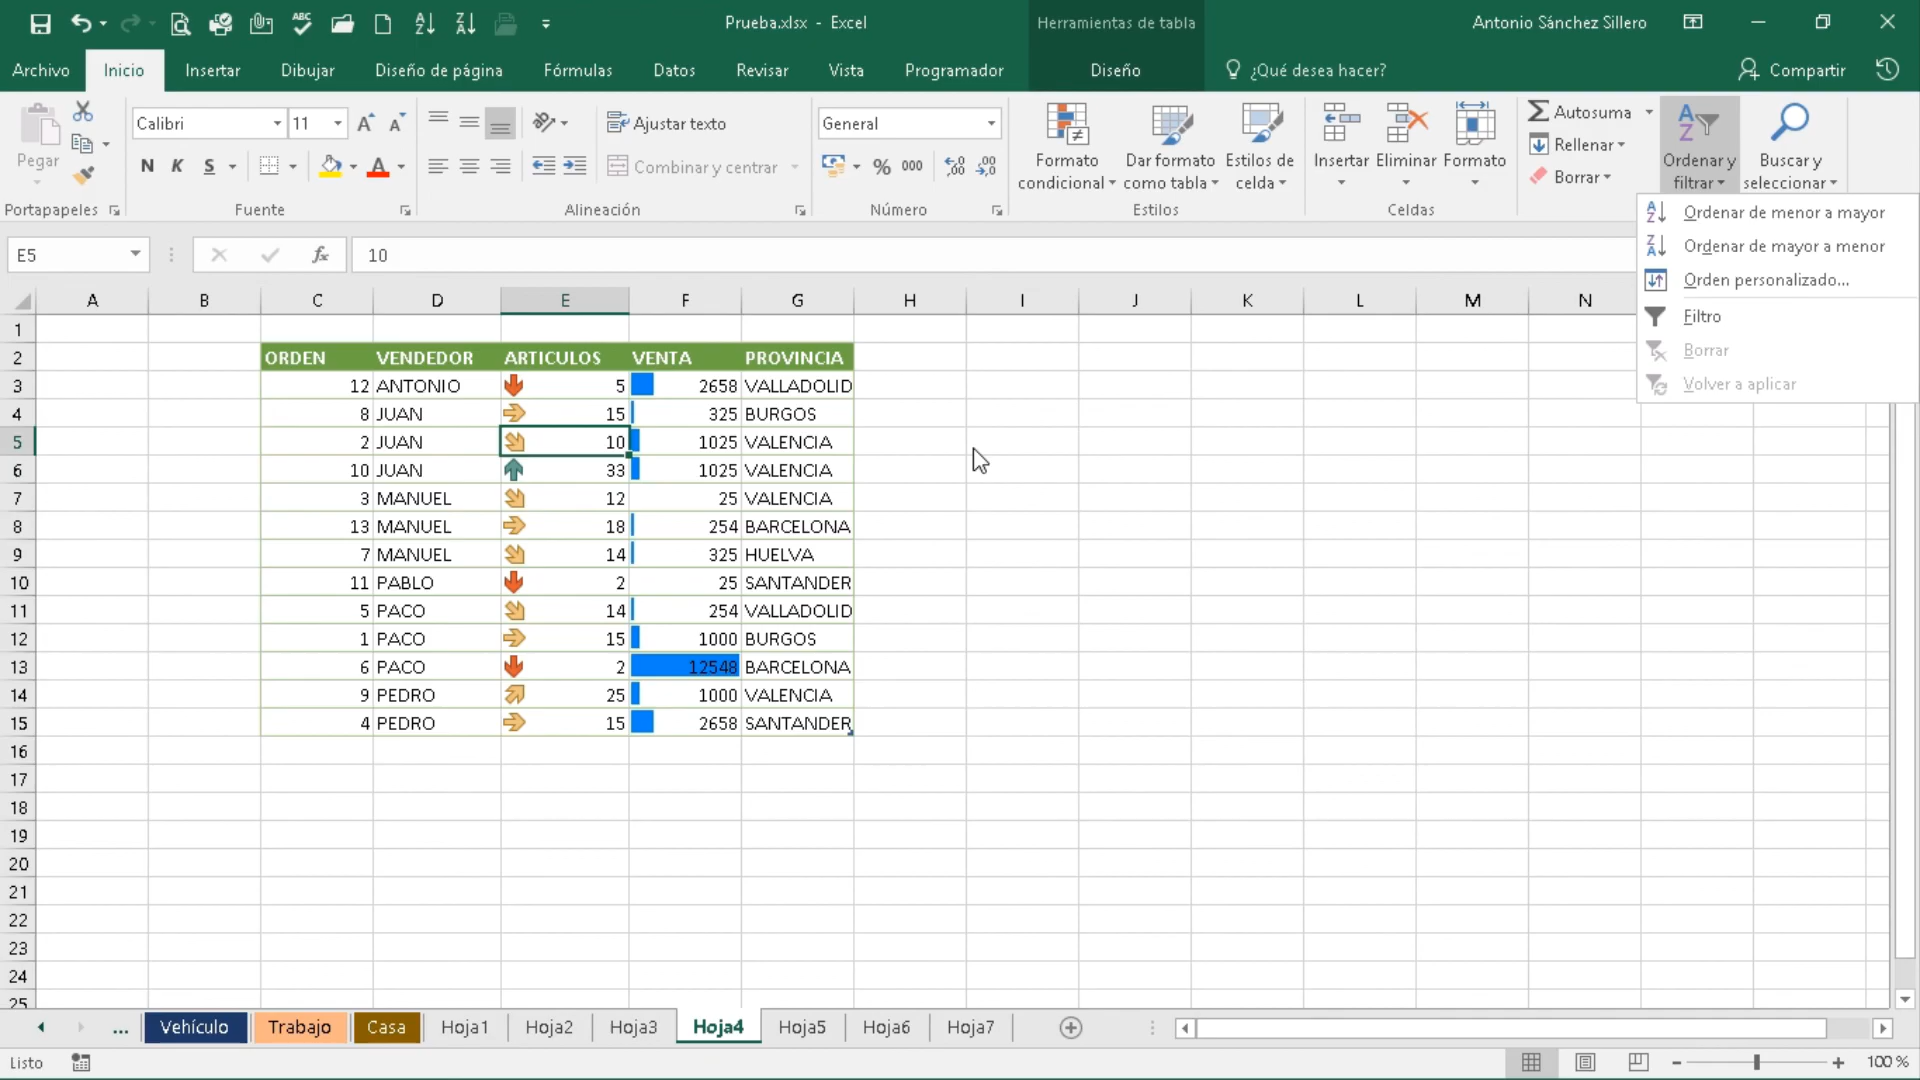 Prueba.xlsx - Excel
Herramientas de tabla
Antonio Sánchez Sillero
Archivo Inicio Insertar Dibujar Diseño de página Fórmulas Datos Revisar Vista Programador Diseño ¿Qué desea hacer? Compartir
Pegar
Portapapeles
Calibri 11
N K S
Fuente
Ajustar texto
Combinar y centrar
Alineación
General
% 000
Número
Formato condicional
Dar formato como tabla
Estilos de celda
Estilos
Insertar Eliminar Formato
Celdas
Autosuma
Rellenar
Borrar
Ordenar y filtrar
Buscar y seleccionar
Ordenar de menor a mayor
Ordenar de mayor a menor
Orden personalizado...
Filtro
Borrar
Volver a aplicar
E5 fx 10
A B C D E F G H I J K L M N
1
2 ORDEN VENDEDOR ARTICULOS VENTA PROVINCIA
3 12 ANTONIO 5 2658 VALLADOLID
4 8 JUAN 15 325 BURGOS
5 2 JUAN 10 1025 VALENCIA
6 10 JUAN 33 1025 VALENCIA
7 3 MANUEL 12 25 VALENCIA
8 13 MANUEL 18 254 BARCELONA
9 7 MANUEL 14 325 HUELVA
10 11 PABLO 2 25 SANTANDER
11 5 PACO 14 254 VALLADOLID
12 1 PACO 15 1000 BURGOS
13 6 PACO 2 12548 BARCELONA
14 9 PEDRO 25 1000 VALENCIA
15 4 PEDRO 15 2658 SANTANDER
16
17
18
19
20
21
22
23
24
25
... Vehículo Trabajo Casa Hoja1 Hoja2 Hoja3 Hoja4 Hoja5 Hoja6 Hoja7
Listo
100 %